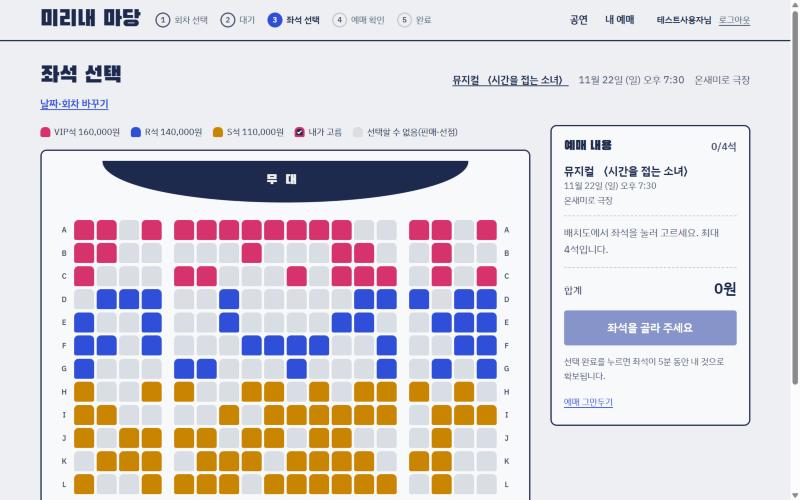 미리내 마당
1 회차 선택 2 대기 3 좌석 선택 4 예매 확인 5 완료
공연 내 예매 테스트사용자님 로그아웃
좌석 선택
뮤지컬 〈시간을 접는 소녀〉 11월 22일 (일) 오후 7:30 온새미로 극장
날짜·회차 바꾸기
VIP석 160,000원 R석 140,000원 S석 110,000원 내가 고름 선택할 수 없음(판매·선점)
무 대
A A
B B
C C
D D
E E
F F
G G
H H
I I
J J
K K
L L
예매 내용 0/4석
뮤지컬 〈시간을 접는 소녀〉
11월 22일 (일) 오후 7:30
온새미로 극장
배치도에서 좌석을 눌러 고르세요. 최대
4석입니다.
합계 0원
좌석을 골라 주세요
선택 완료를 누르면 좌석이 5분 동안 내 것으로
확보됩니다.
예매 그만두기